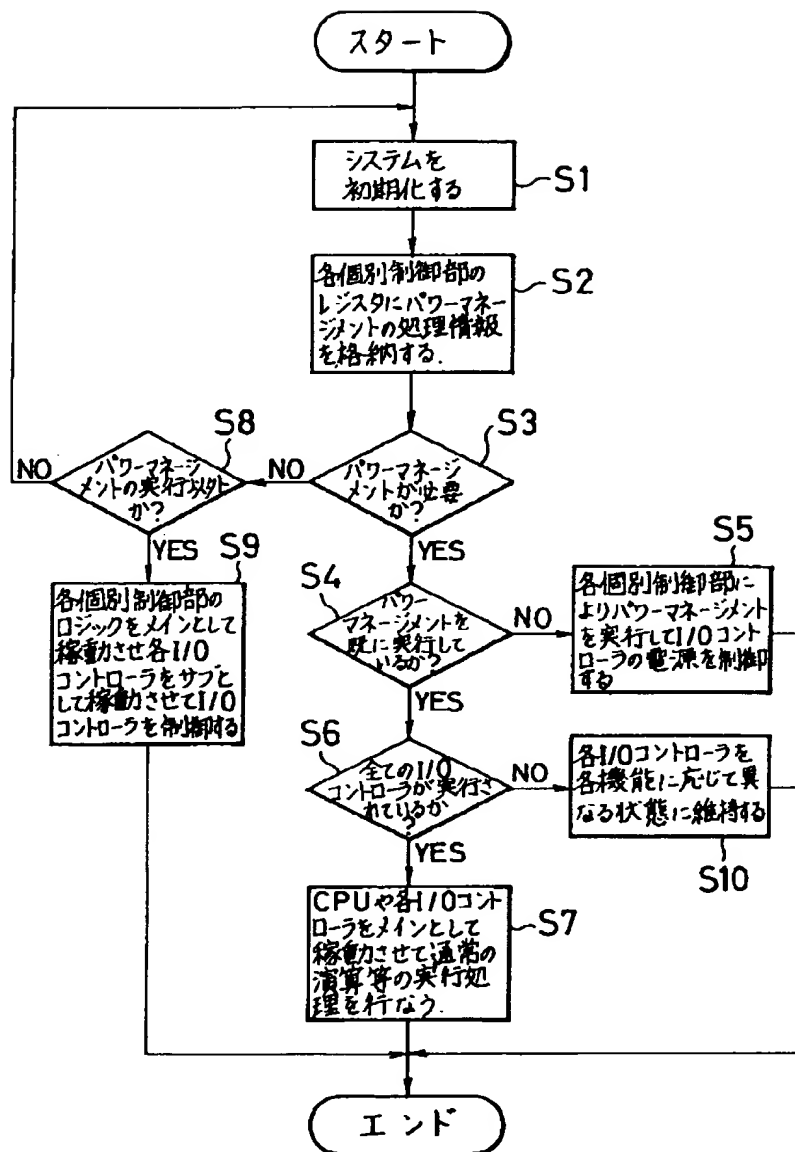 スタート
システムを
初期化する
S1
各個別制御部の
レジスタにパワーマネー
ジメントの処理情報
を格納する.
S2
S8
パワーマネージ
メントの実行以外
か?
NO
YES
S3
パワーマネージ
メントが必要
か?
NO
YES
S9
各個別制御部の
ロジックをメインとして
稼動させ各I/O
コントローラをサブと
して稼動させてI/O
コントローラを制御する
S4
パワー
マネージメントを
既に実行して
いるか?
NO
YES
S5
各個別制御部に
よりパワーマネージメント
を実行してI/Oコント
ローラの電源を制御
する
S6
全てのI/O
コントローラが実行さ
れているか
?
NO
YES
各I/Oコントローラを
各機能に応じて異
なる状態に維持する
S10
CPUや各I/Oコント
ローラをメインとして
稼動させて通常の
演算等の実行処
理を行なう.
S7
エンド